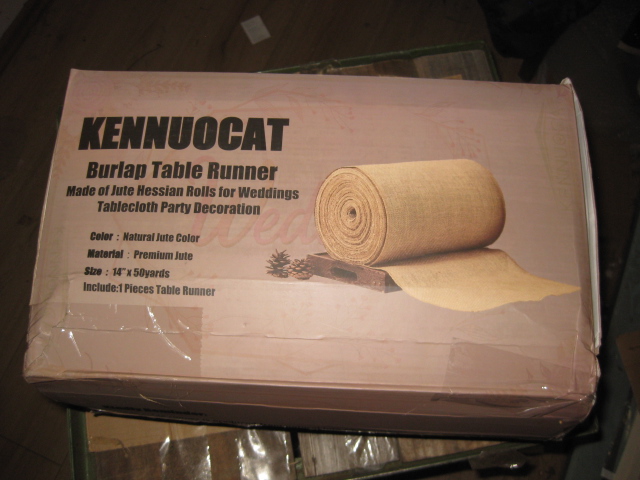 KENNUOCAT
Burlap Table Runner
Made of Jute Hessian Rolls for Weddings
Tablecloth Party Decoration
Color : Natural Jute Color
Material : Premium Jute
Size : 14" x 50yards
Include:1 Pieces Table Runner